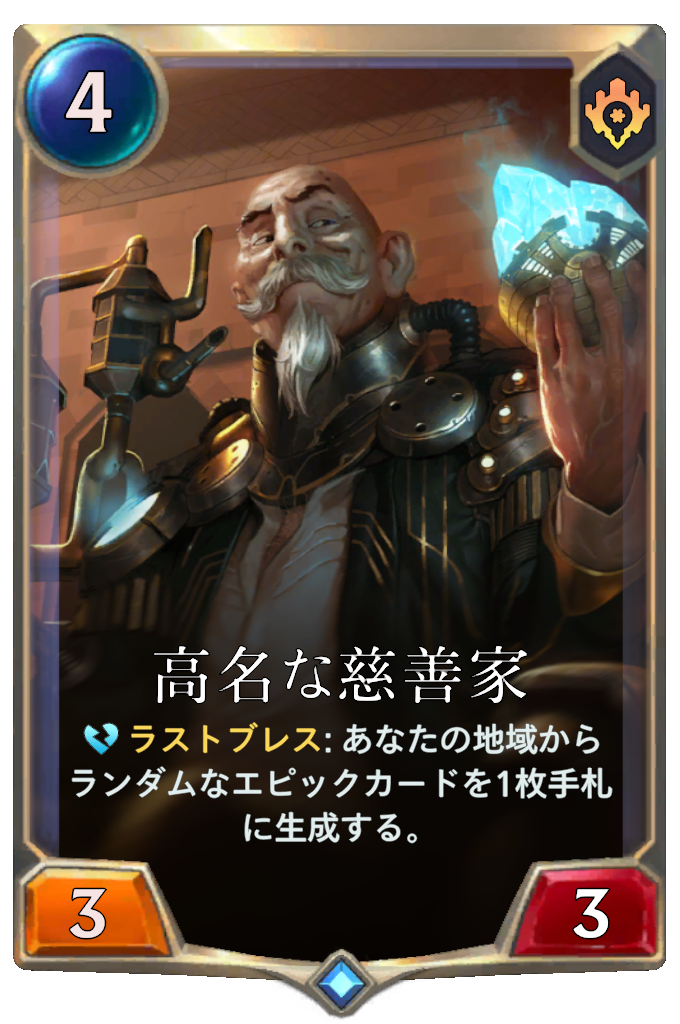 4
高名な慈善家
ラストブレス: あなたの地域から
ランダムなエピックカードを1枚手札
に生成する。
3
3